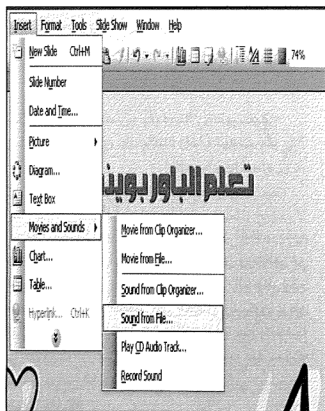 Insert Format Tools Slide Show Window Help
74%
New Slide Ctrl+M
Slide Number
Date and Time...
Picture
Diagram...
Text Box
Movies and Sounds
Chart...
Table...
Hyperlink... Ctrl+K
تعلم الباوربوينت
Movie from Clip Organizer...
Movie from File...
Sound from Clip Organizer...
Sound from File...
Play CD Audio Track...
Record Sound